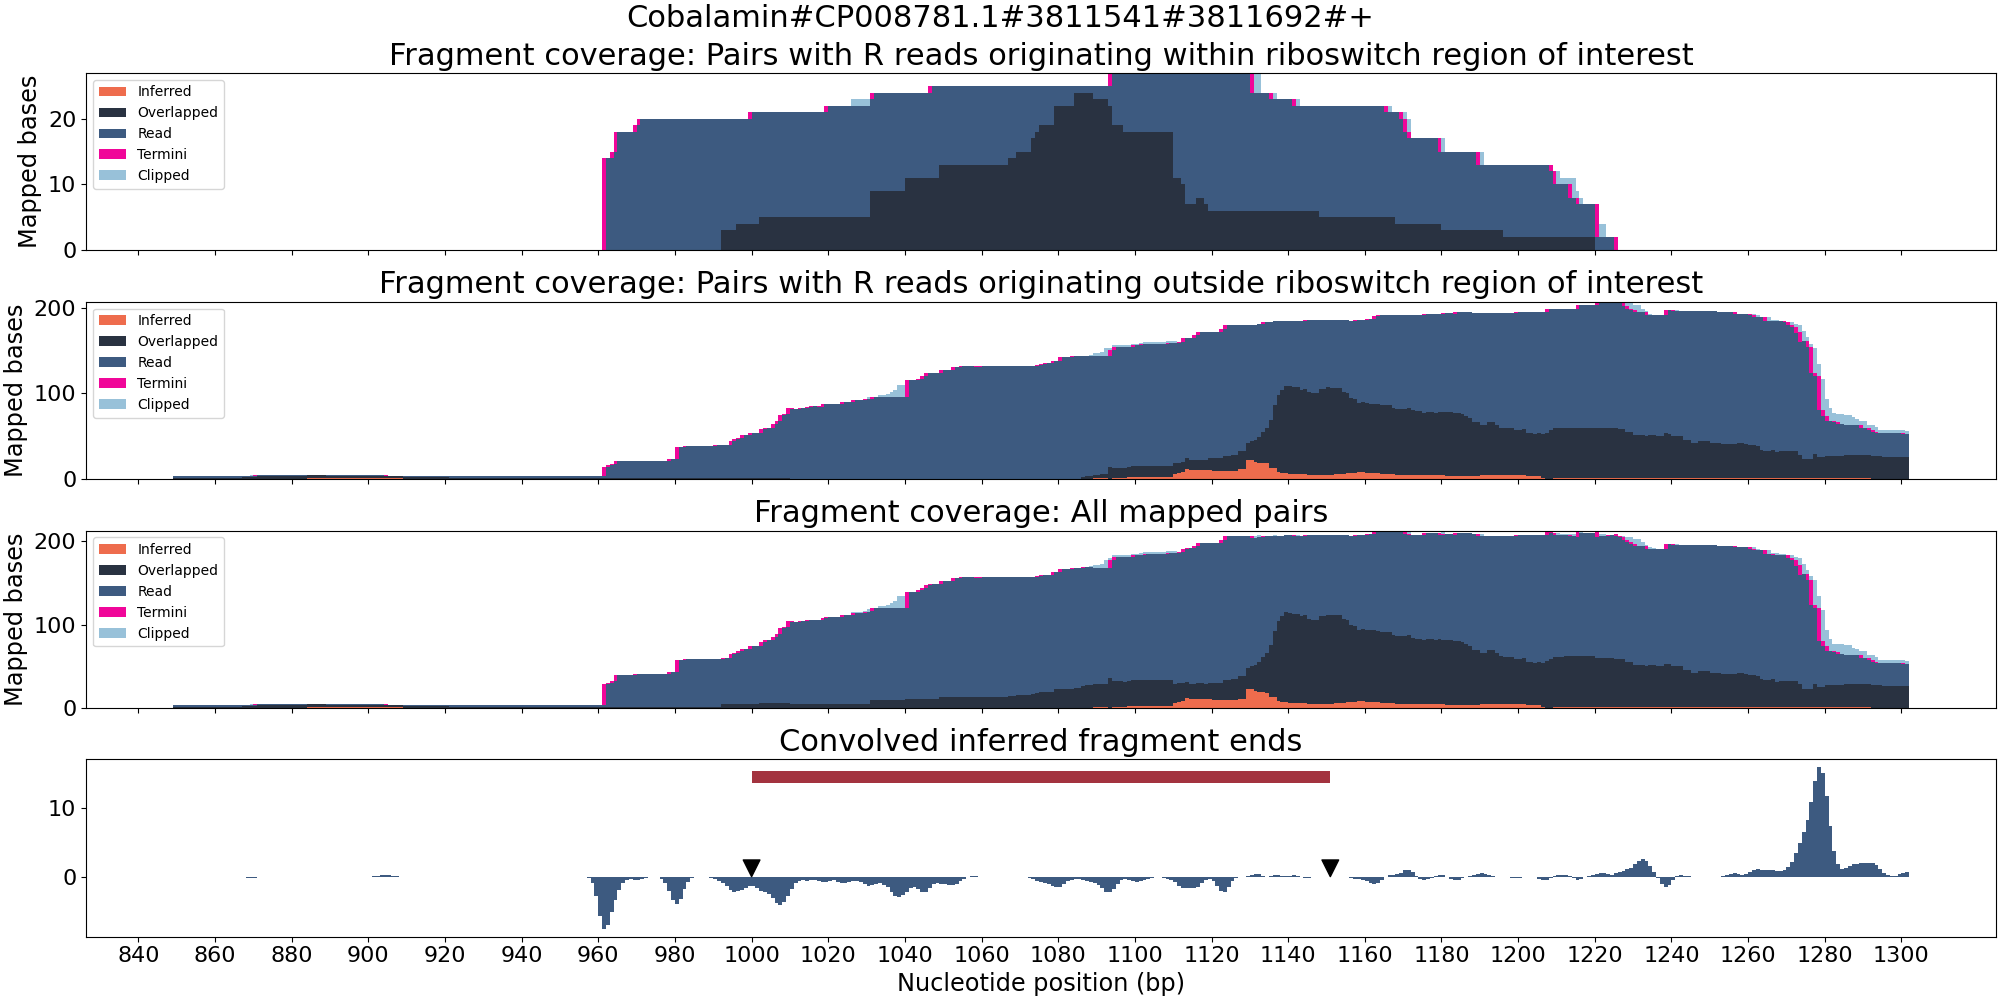 Cobalamin#CP008781.1#3811541#3811692#+
Fragment coverage: Pairs with R reads originating within riboswitch region of interest
Mapped bases
20
10
0
Inferred
Overlapped
Read
Termini
Clipped
Fragment coverage: Pairs with R reads originating outside riboswitch region of interest
Mapped bases
200
100
0
Inferred
Overlapped
Read
Termini
Clipped
Fragment coverage: All mapped pairs
Mapped bases
200
100
0
Inferred
Overlapped
Read
Termini
Clipped
Convolved inferred fragment ends
10
0
840 860 880 900 920 940 960 980 1000 1020 1040 1060 1080 1100 1120 1140 1160 1180 1200 1220 1240 1260 1280 1300
Nucleotide position (bp)